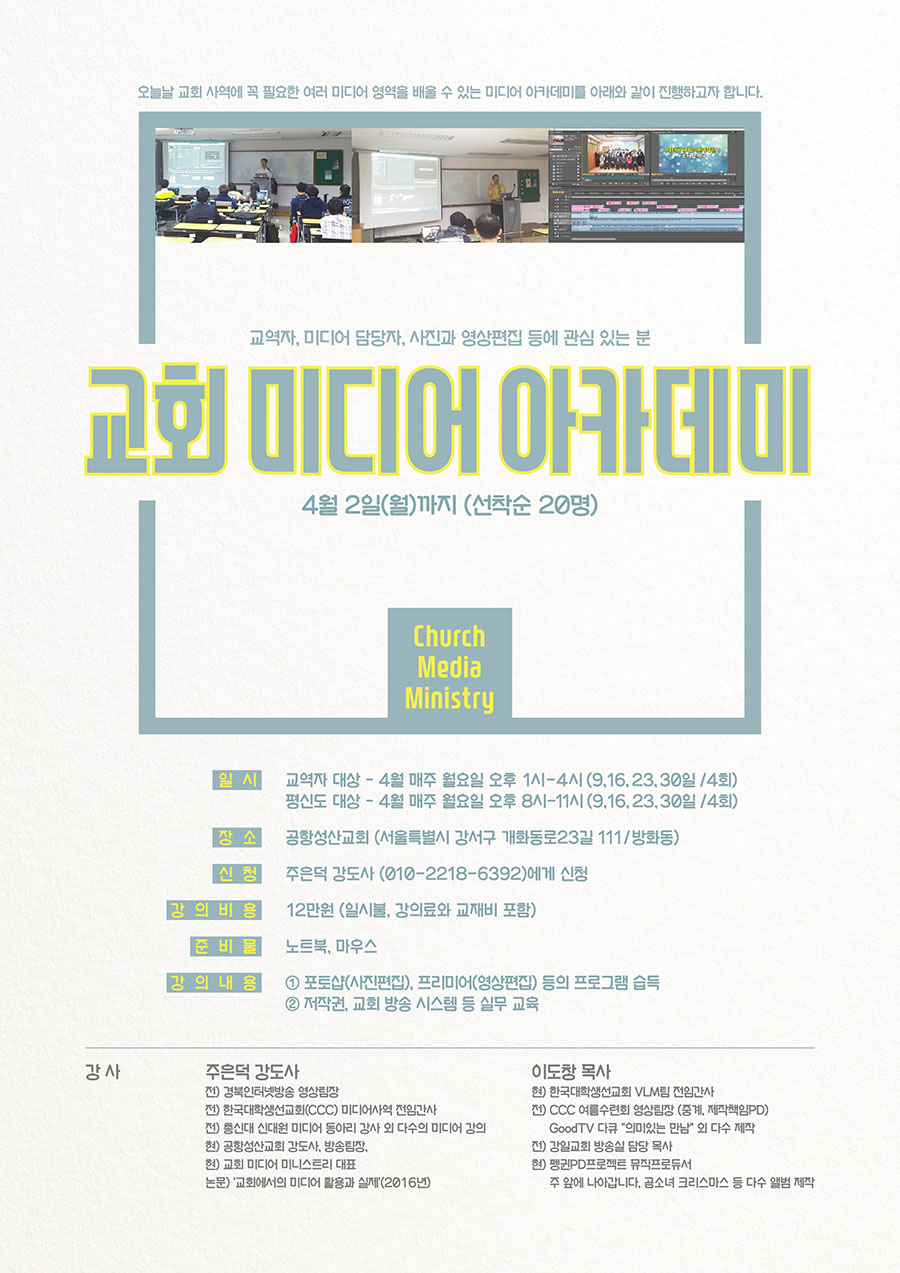 오늘날 교회 사역에 꼭 필요한 여러 미디어 영역을 배울 수 있는 미디어 아카데미를 아래와 같이 진행하고자 합니다.
교역자, 미디어 담당자, 사진과 영상편집 등에 관심 있는 분
교회 미디어 아카데미
4월 2일(월)까지 (선착순 20명)
Church
Media
Ministry
일 시 교역자 대상 - 4월 매주 월요일 오후 1시-4시 (9,16, 23, 30일 /4회)
평신도 대상 - 4월 매주 월요일 오후 8시-11시 (9,16, 23, 30일 /4회)
장 소 공항성산교회 (서울특별시 강서구 개화동로23길 111/방화동)
신 청 주은덕 강도사 (010-2218-6392)에게 신청
강 의 비 용 12만원 (일시불, 강의료와 교재비 포함)
준 비 물 노트북, 마우스
강 의 내 용 ① 포토샵(사진편집), 프리미어(영상편집) 등의 프로그램 습득
② 저작권, 교회 방송 시스템 등 실무 교육
강 사
주은덕 강도사
전) 경북인터넷방송 영상팀장
전) 한국대학생선교회(CCC) 미디어사역 전임간사
전) 총신대 신대원 미디어 동아리 강사 외 다수의 미디어 강의
현) 공항성산교회 강도사, 방송팀장,
현) 교회 미디어 미니스트리 대표
논문) '교회에서의 미디어 활용과 실제'(2016년)
이도창 목사
현) 한국대학생선교회 VLM팀 전임간사
전) CCC 여름수련회 영상팀장 (중계, 제작책임PD)
GoodTV 다큐 "의미있는 만남" 외 다수 제작
전) 강일교회 방송실 담당 목사
현) 펭귄PD프로젝트 뮤직프로듀서
주 앞에 나아갑니다, 곰소녀 크리스마스 등 다수 앨범 제작